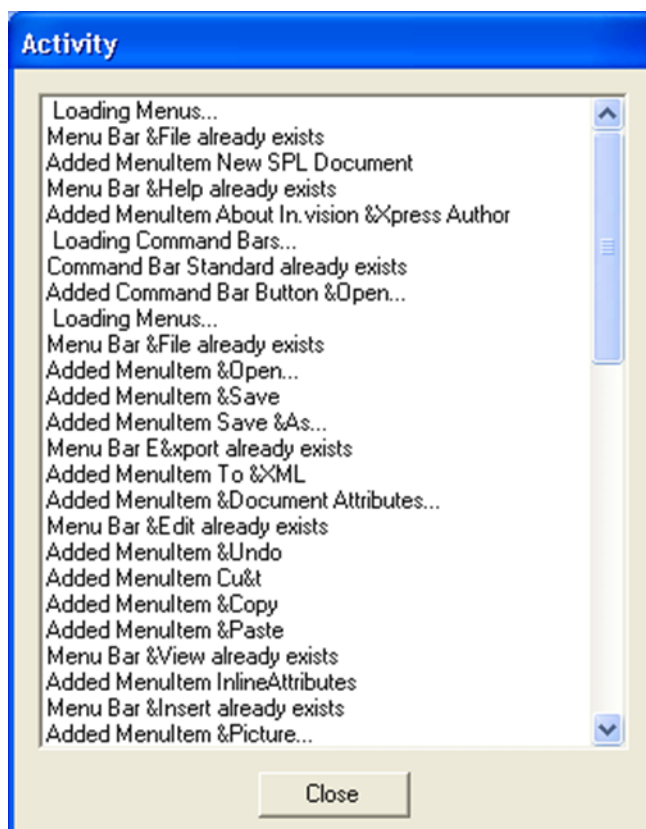 Activity
Loading Menus...
Menu Bar &File already exists
Added MenuItem New SPL Document
Menu Bar &Help already exists
Added MenuItem About In.vision &Xpress Author
Loading Command Bars...
Command Bar Standard already exists
Added Command Bar Button &Open...
Loading Menus...
Menu Bar &File already exists
Added MenuItem &Open...
Added MenuItem &Save
Added MenuItem Save &As...
Menu Bar E&xport already exists
Added MenuItem To &XML
Added MenuItem &Document Attributes...
Menu Bar &Edit already exists
Added MenuItem &Undo
Added MenuItem Cu&t
Added MenuItem &Copy
Added MenuItem &Paste
Menu Bar &View already exists
Added MenuItem InlineAttributes
Menu Bar &Insert already exists
Added MenuItem &Picture...
Close